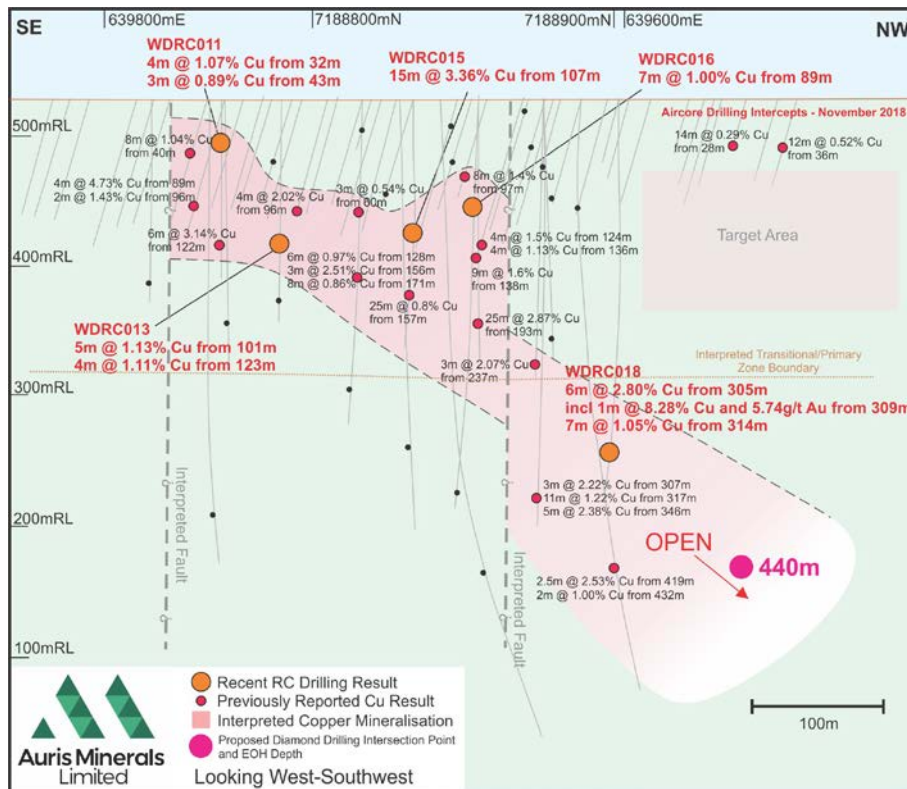 SE
639800mE
7188800mN
7188900mN
639600mE
NW
WDRC011
4m @ 1.07% Cu from 32m
3m @ 0.89% Cu from 43m
WDRC015
15m @ 3.36% Cu from 107m
WDRC016
7m @ 1.00% Cu from 89m
Aircore Drilling Intercepts - November 2018
500mRL
8m @ 1.04% Cu
from 40m
14m @ 0.29% Cu
from 28m
12m @ 0.52% Cu
from 36m
4m @ 4.73% Cu from 89m
2m @ 1.43% Cu from 96m
4m @ 2.02% Cu
from 96m
3m @ 0.54% Cu
from 60m
8m @ 1.4% Cu
from 97m
6m @ 3.14% Cu
from 122m
4m @ 1.5% Cu from 124m
4m @ 1.13% Cu from 136m
Target Area
400mRL
6m @ 0.97% Cu from 128m
3m @ 2.51% Cu from 156m
8m @ 0.86% Cu from 171m
9m @ 1.6% Cu
from 138m
25m @ 0.8% Cu
from 157m
25m @ 2.87% Cu
from 193m
WDRC013
5m @ 1.13% Cu from 101m
4m @ 1.11% Cu from 123m
3m @ 2.07% Cu
from 237m
Interpreted Transitional/Primary
Zone Boundary
300mRL
WDRC018
6m @ 2.80% Cu from 305m
incl 1m @ 8.28% Cu and 5.74g/t Au from 309m
7m @ 1.05% Cu from 314m
Interpreted Fault
3m @ 2.22% Cu from 307m
11m @ 1.22% Cu from 317m
5m @ 2.38% Cu from 346m
200mRL
Interpreted Fault
OPEN
440m
2.5m @ 2.53% Cu from 419m
2m @ 1.00% Cu from 432m
100mRL
Auris Minerals
Limited
Recent RC Drilling Result
Previously Reported Cu Result
Interpreted Copper Mineralisation
Proposed Diamond Drilling Intersection Point
and EOH Depth
Looking West-Southwest
100m